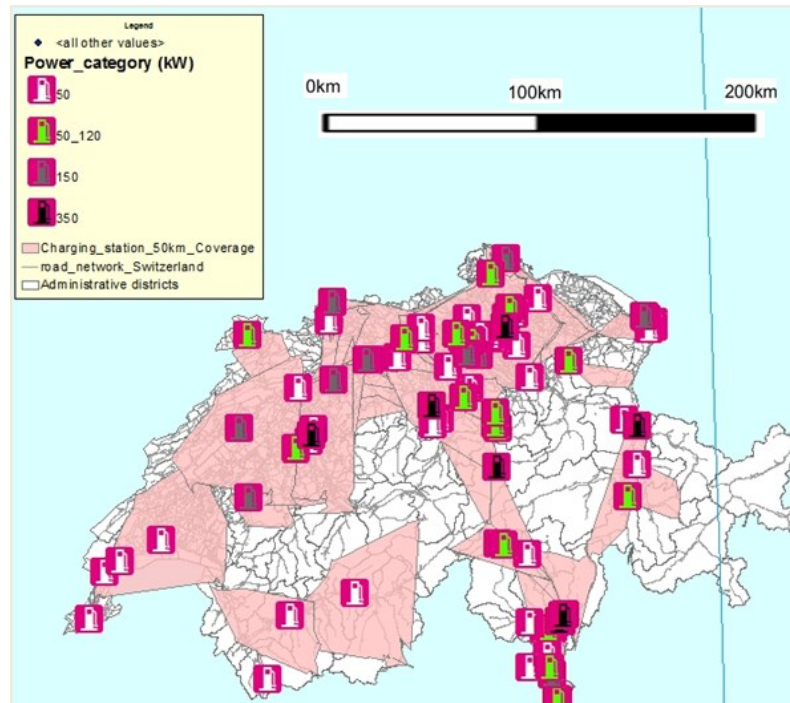 Legend
<all other values>
Power_category (kW)
50
50_120
150
350
Charging_station_50km_Coverage
road_network_Switzerland
Administrative districts
0km
100km
200km